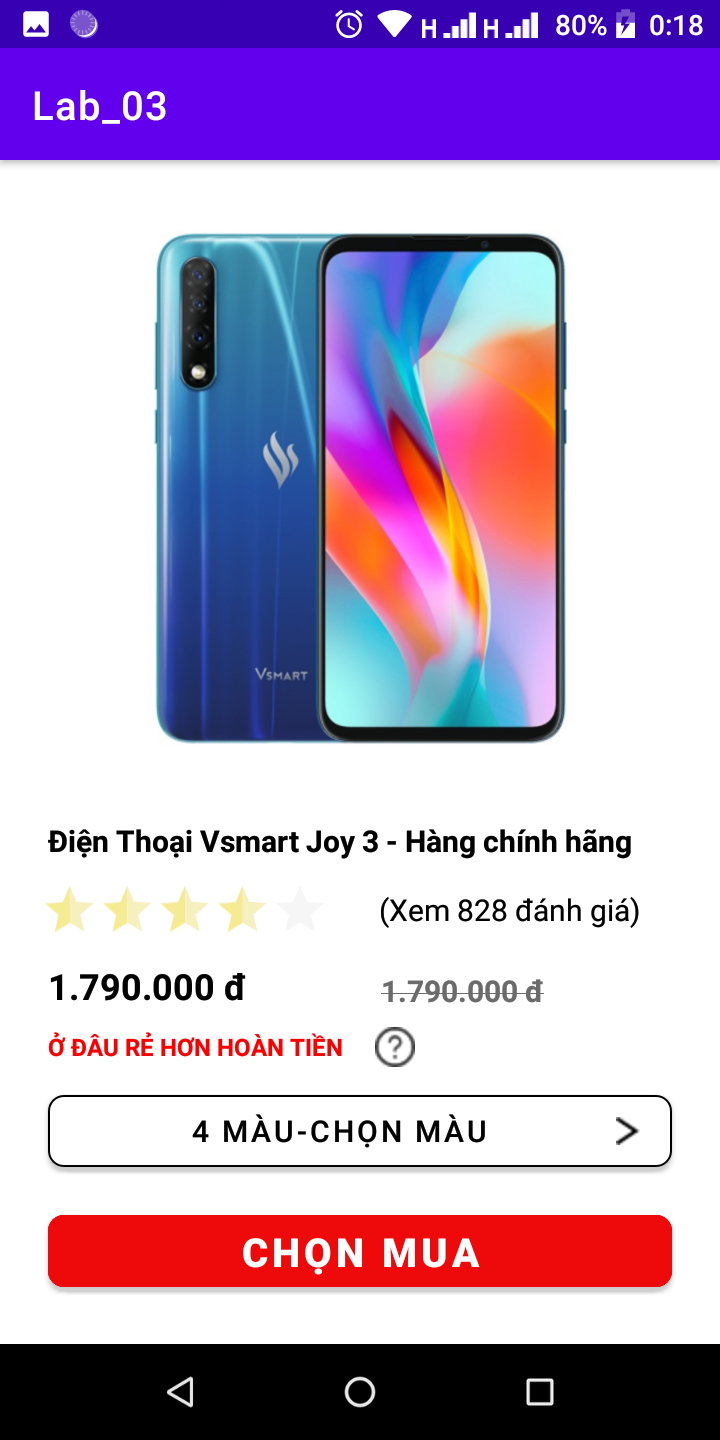 H H 80% 0:18
Lab_03
VSMART
Điện Thoại Vsmart Joy 3 - Hàng chính hãng
(Xem 828 đánh giá)
1.790.000 đ 1.790.000 đ
Ở ĐÂU RẺ HƠN HOÀN TIỀN ?
4 MÀU-CHỌN MÀU >
CHỌN MUA